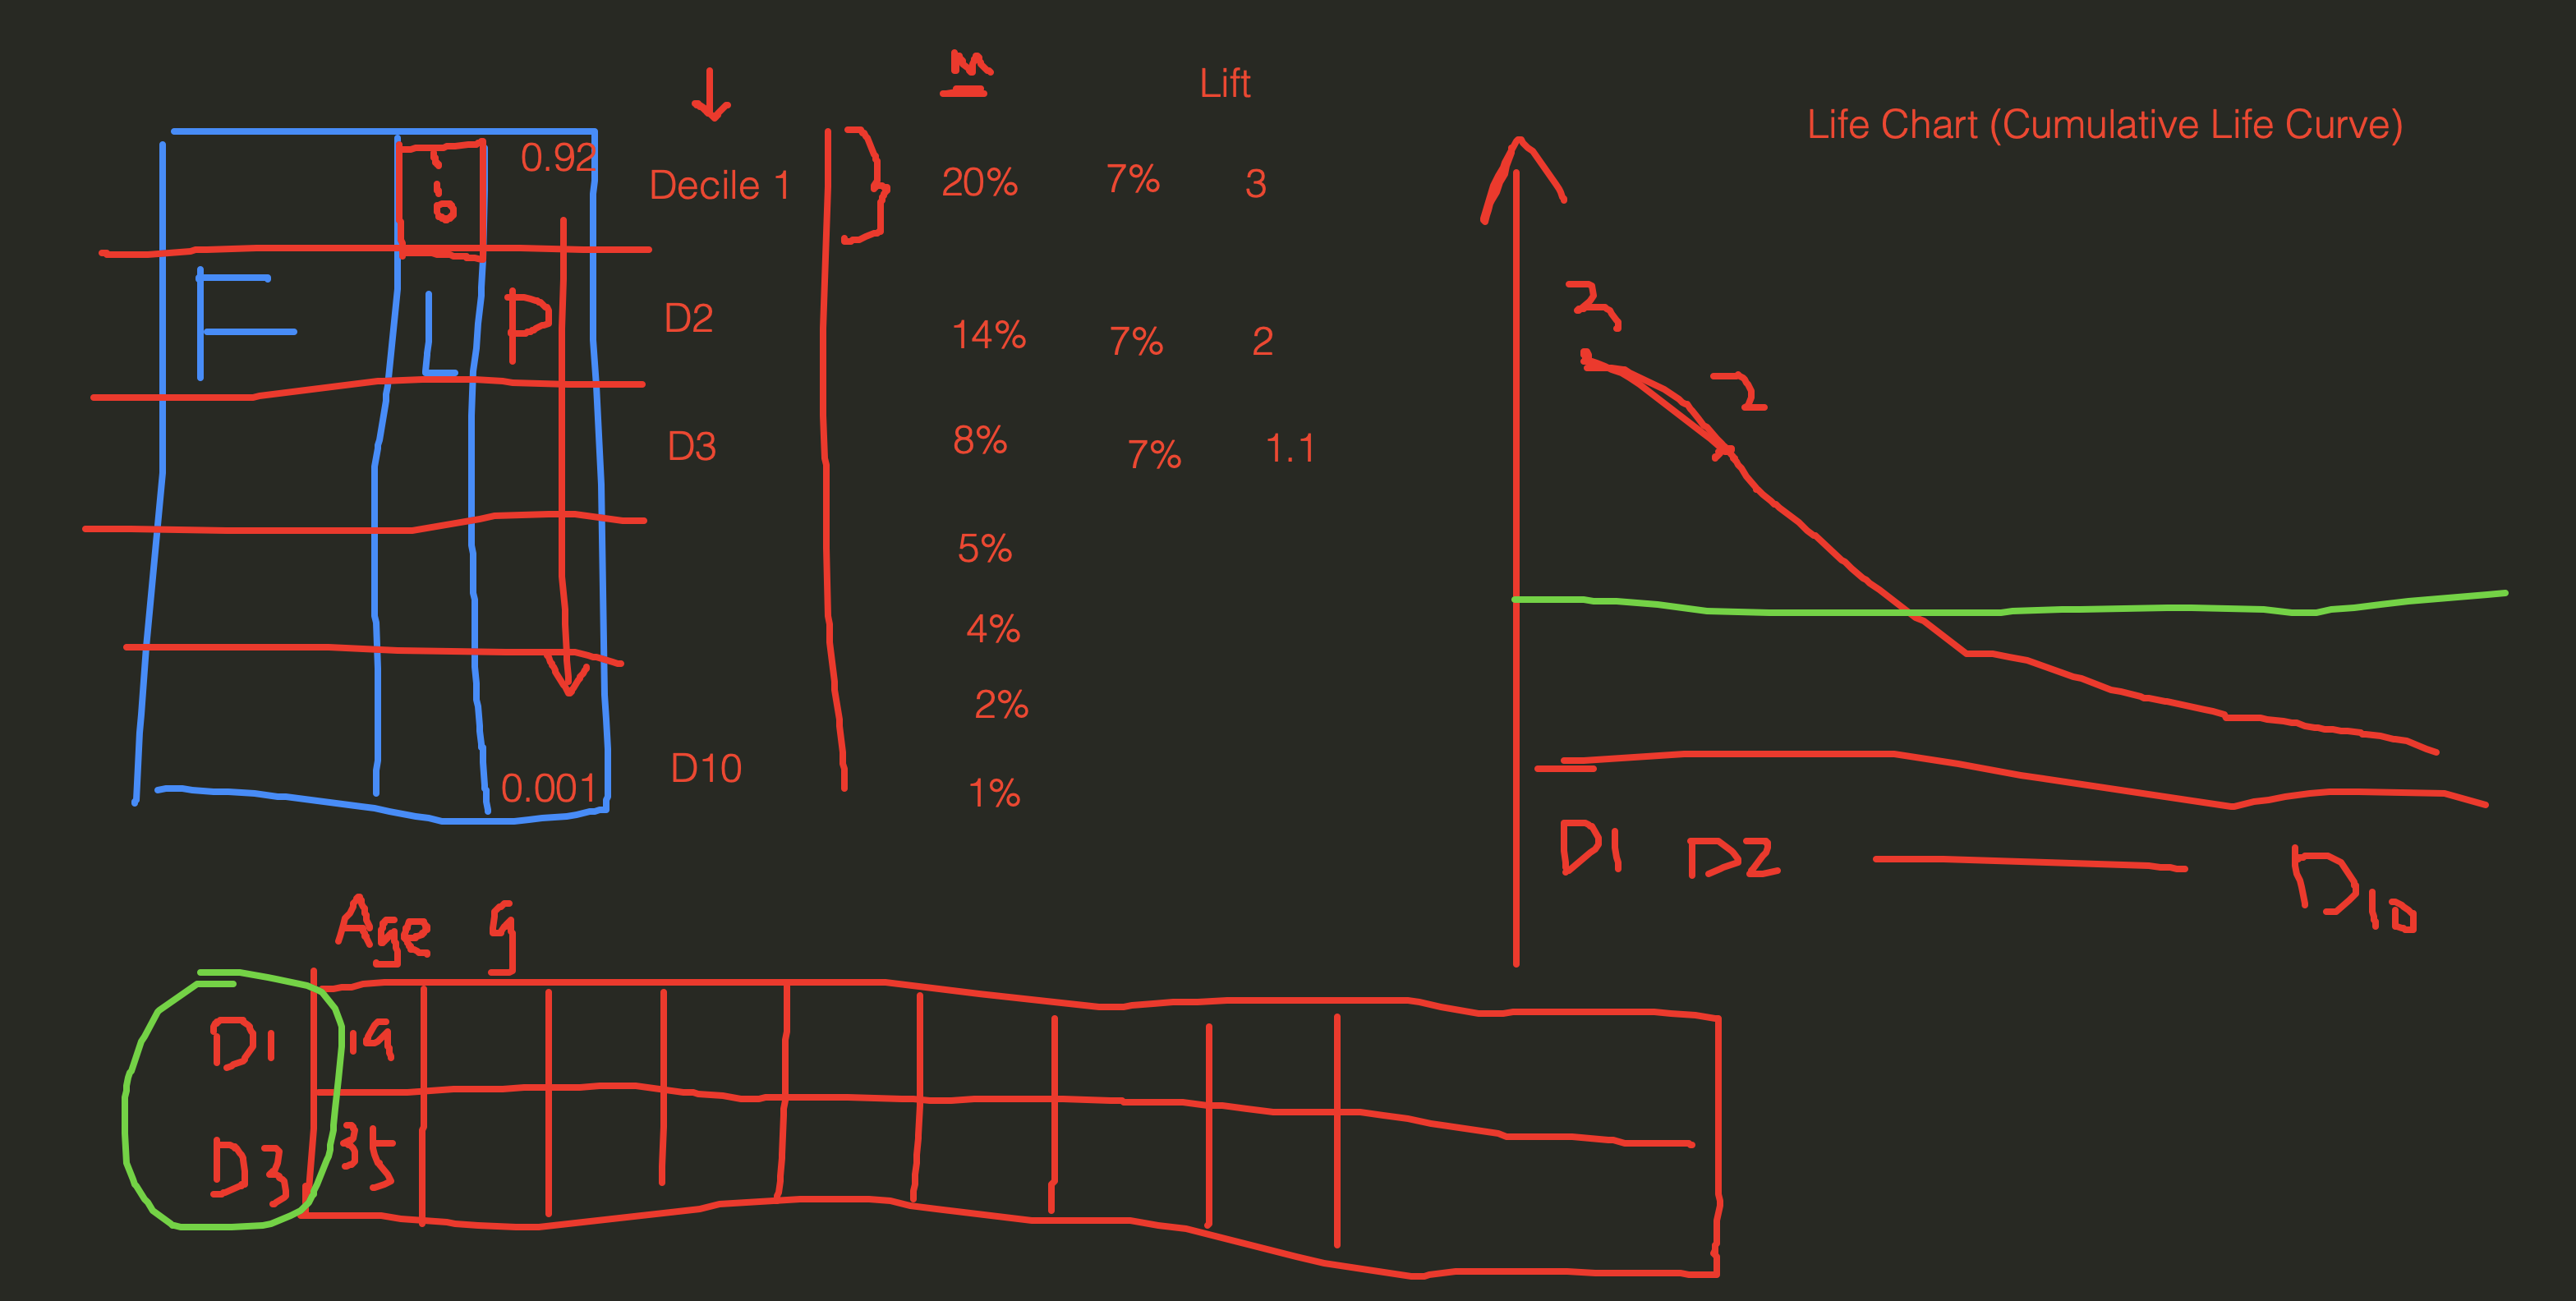 M
Lift
Life Chart (Cumulative Life Curve)
0.92
Decile 1
20% 7% 3
F L P
D2
14% 7% 2
D3
8% 7% 1.1
5%
4%
2%
0.001
D10
1%
3
2
D1 D2 D10
Age g
D1 19
D3 35